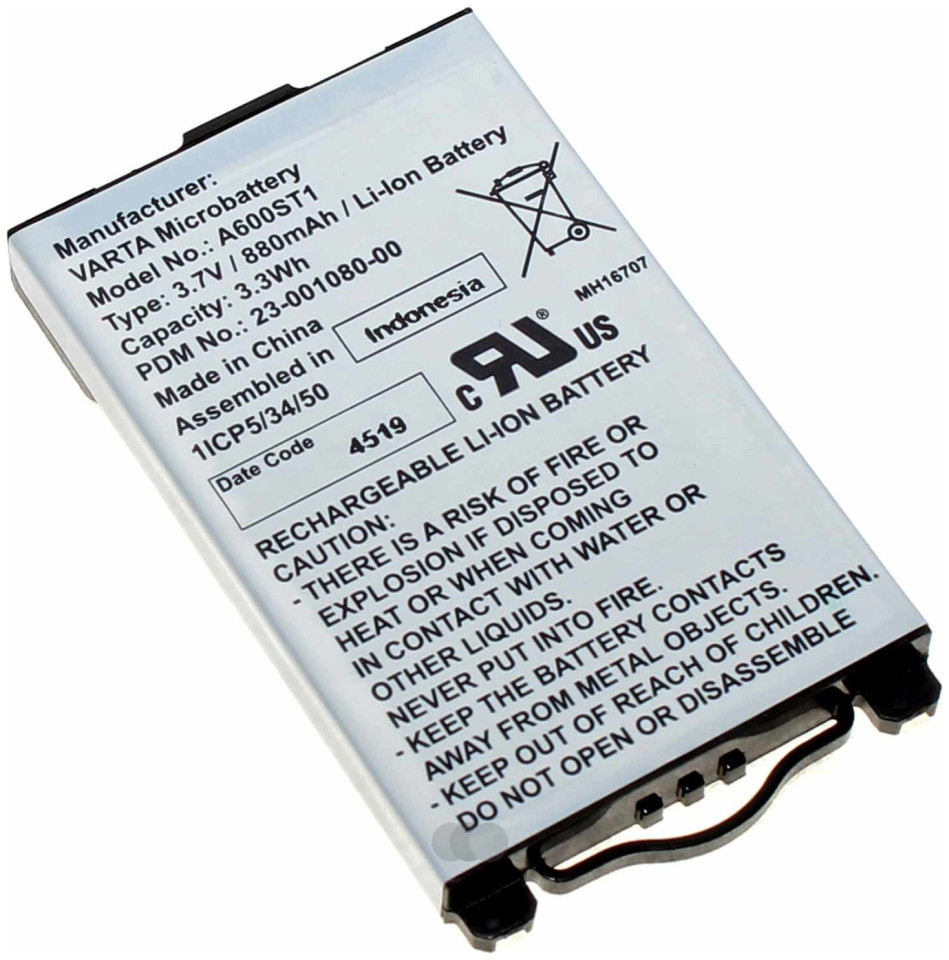 Manufacturer:
VARTA Microbattery
Model No.: A600ST1
Type: 3.7V / 880mAh / Li-Ion Battery
Capacity: 3.3Wh
PDM No.: 23-001080-00
Made in China
Assembled in Indonesia
1ICP5/34/50
Date Code 4519
MH16707
c RU ® US
RECHARGEABLE LI-ION BATTERY
CAUTION:
- THERE IS A RISK OF FIRE OR
EXPLOSION IF DISPOSED TO
HEAT OR WHEN COMING
IN CONTACT WITH WATER OR
OTHER LIQUIDS.
NEVER PUT INTO FIRE.
- KEEP THE BATTERY CONTACTS
AWAY FROM METAL OBJECTS.
- KEEP OUT OF REACH OF CHILDREN.
DO NOT OPEN OR DISASSEMBLE